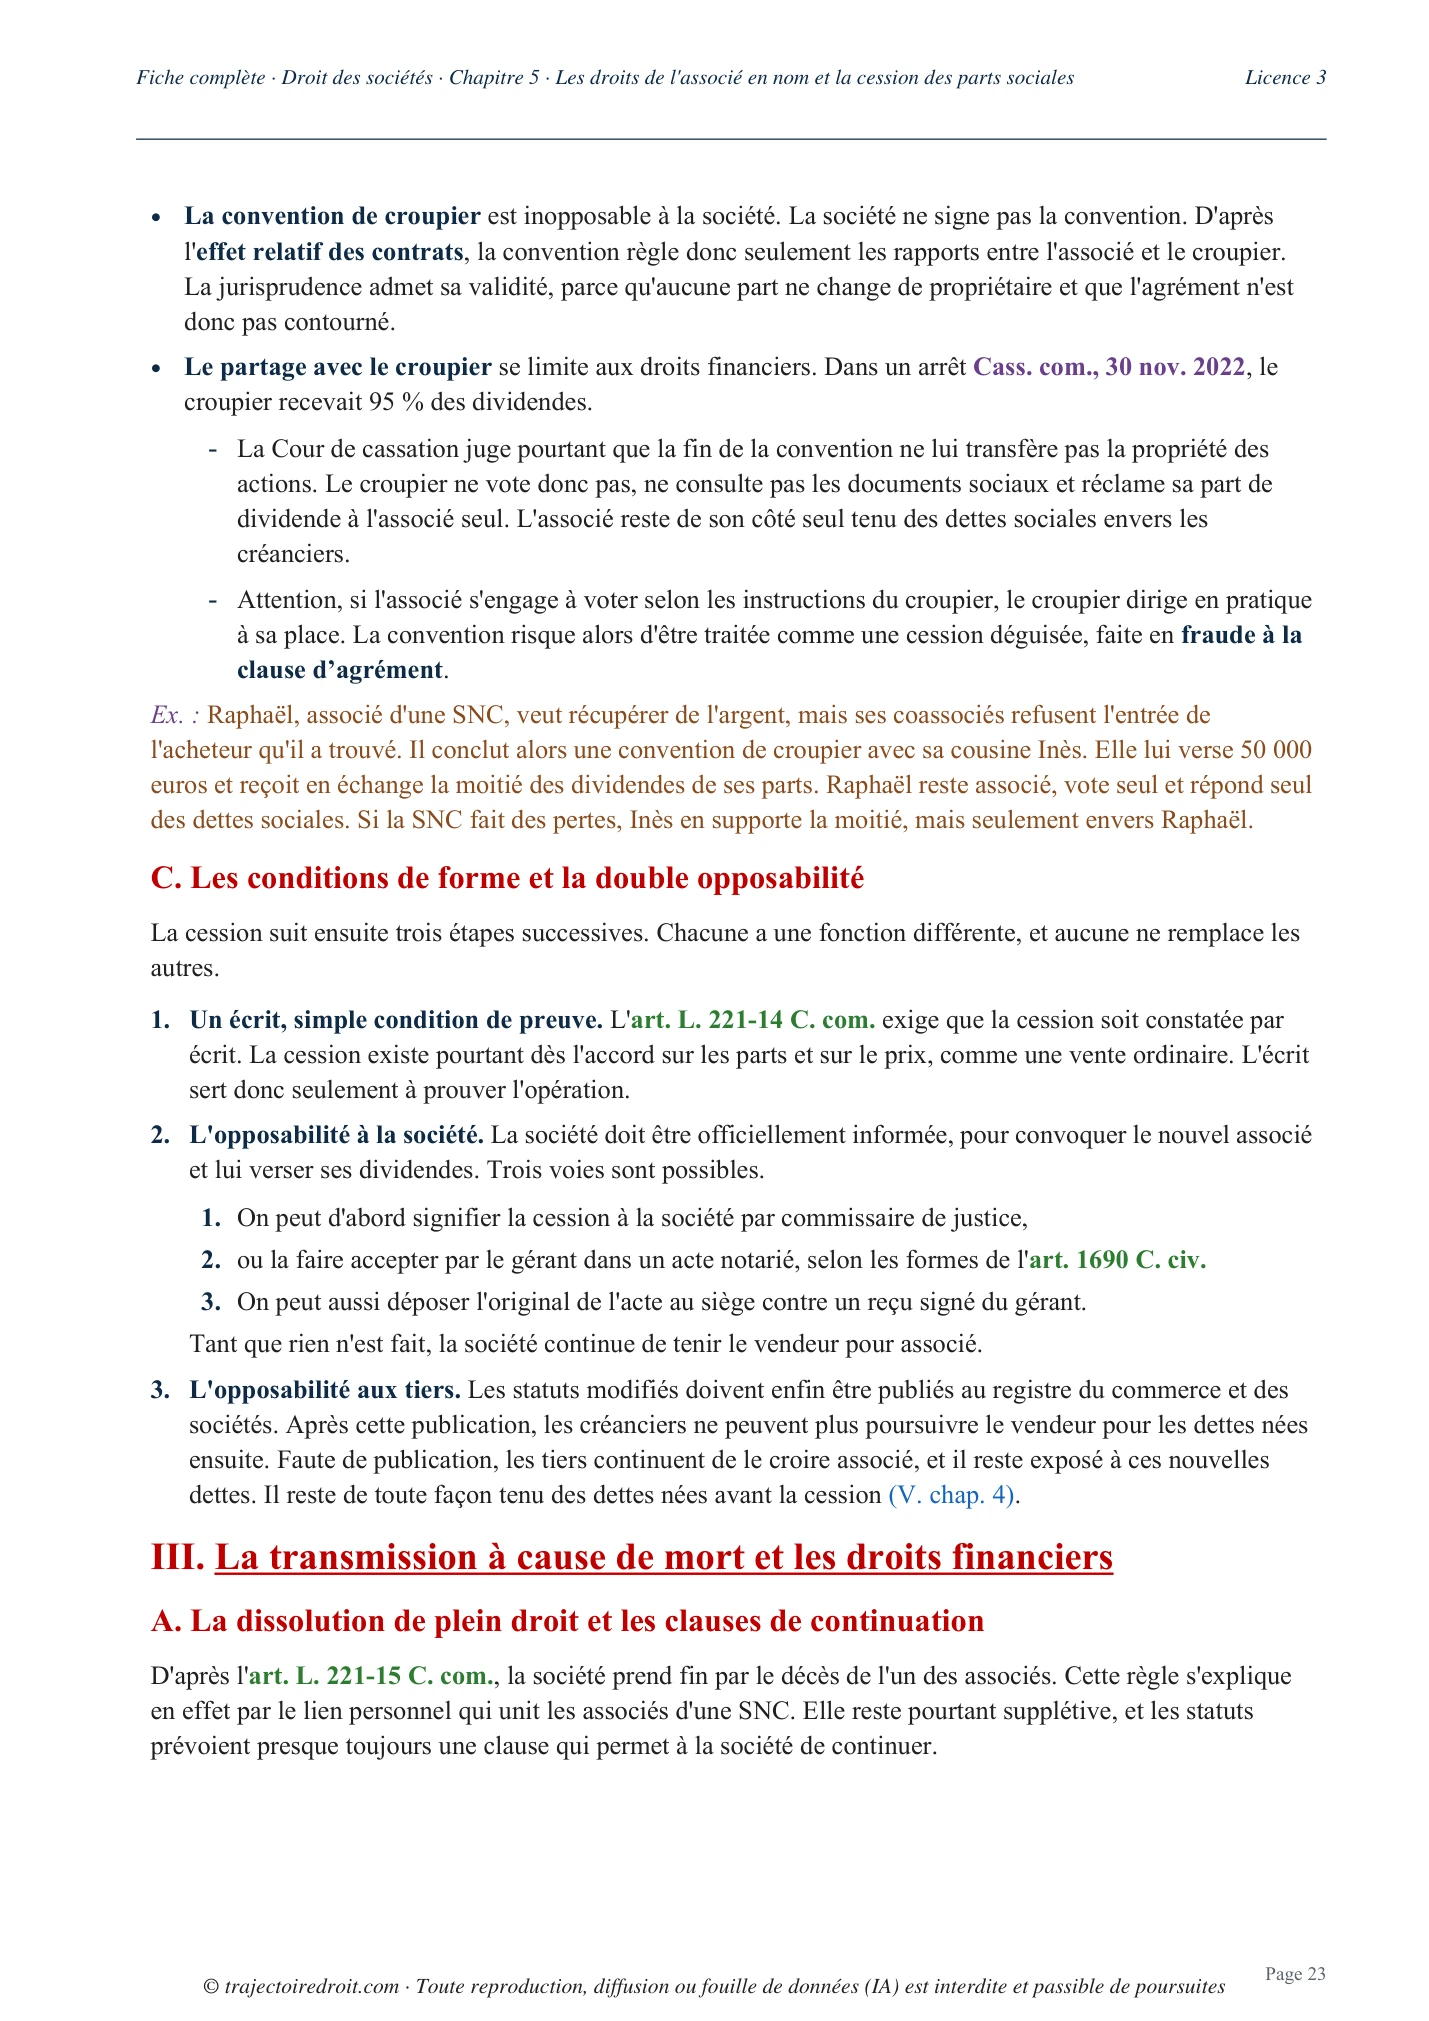 Fiche complète · Droit des sociétés · Chapitre 5 · Les droits de l'associé en nom et la cession des parts sociales Licence 3
• La convention de croupier est inopposable à la société. La société ne signe pas la convention. D'après
l'effet relatif des contrats, la convention règle donc seulement les rapports entre l'associé et le croupier.
La jurisprudence admet sa validité, parce qu'aucune part ne change de propriétaire et que l'agrément n'est
donc pas contourné.
• Le partage avec le croupier se limite aux droits financiers. Dans un arrêt Cass. com., 30 nov. 2022, le
croupier recevait 95 % des dividendes.
- La Cour de cassation juge pourtant que la fin de la convention ne lui transfère pas la propriété des
actions. Le croupier ne vote donc pas, ne consulte pas les documents sociaux et réclame sa part de
dividende à l'associé seul. L'associé reste de son côté seul tenu des dettes sociales envers les
créanciers.
- Attention, si l'associé s'engage à voter selon les instructions du croupier, le croupier dirige en pratique
à sa place. La convention risque alors d'être traitée comme une cession déguisée, faite en fraude à la
clause d’agrément.
Ex. : Raphaël, associé d'une SNC, veut récupérer de l'argent, mais ses coassociés refusent l'entrée de
l'acheteur qu'il a trouvé. Il conclut alors une convention de croupier avec sa cousine Inès. Elle lui verse 50 000
euros et reçoit en échange la moitié des dividendes de ses parts. Raphaël reste associé, vote seul et répond seul
des dettes sociales. Si la SNC fait des pertes, Inès en supporte la moitié, mais seulement envers Raphaël.
C. Les conditions de forme et la double opposabilité
La cession suit ensuite trois étapes successives. Chacune a une fonction différente, et aucune ne remplace les
autres.
1. Un écrit, simple condition de preuve. L'art. L. 221-14 C. com. exige que la cession soit constatée par
écrit. La cession existe pourtant dès l'accord sur les parts et sur le prix, comme une vente ordinaire. L'écrit
sert donc seulement à prouver l'opération.
2. L'opposabilité à la société. La société doit être officiellement informée, pour convoquer le nouvel associé
et lui verser ses dividendes. Trois voies sont possibles.
1. On peut d'abord signifier la cession à la société par commissaire de justice,
2. ou la faire accepter par le gérant dans un acte notarié, selon les formes de l'art. 1690 C. civ.
3. On peut aussi déposer l'original de l'acte au siège contre un reçu signé du gérant.
Tant que rien n'est fait, la société continue de tenir le vendeur pour associé.
3. L'opposabilité aux tiers. Les statuts modifiés doivent enfin être publiés au registre du commerce et des
sociétés. Après cette publication, les créanciers ne peuvent plus poursuivre le vendeur pour les dettes nées
ensuite. Faute de publication, les tiers continuent de le croire associé, et il reste exposé à ces nouvelles
dettes. Il reste de toute façon tenu des dettes nées avant la cession (V. chap. 4).
III. La transmission à cause de mort et les droits financiers
A. La dissolution de plein droit et les clauses de continuation
D'après l'art. L. 221-15 C. com., la société prend fin par le décès de l'un des associés. Cette règle s'explique
en effet par le lien personnel qui unit les associés d'une SNC. Elle reste pourtant supplétive, et les statuts
prévoient presque toujours une clause qui permet à la société de continuer.
Page 23
© trajectoiredroit.com · Toute reproduction, diffusion ou fouille de données (IA) est interdite et passible de poursuites